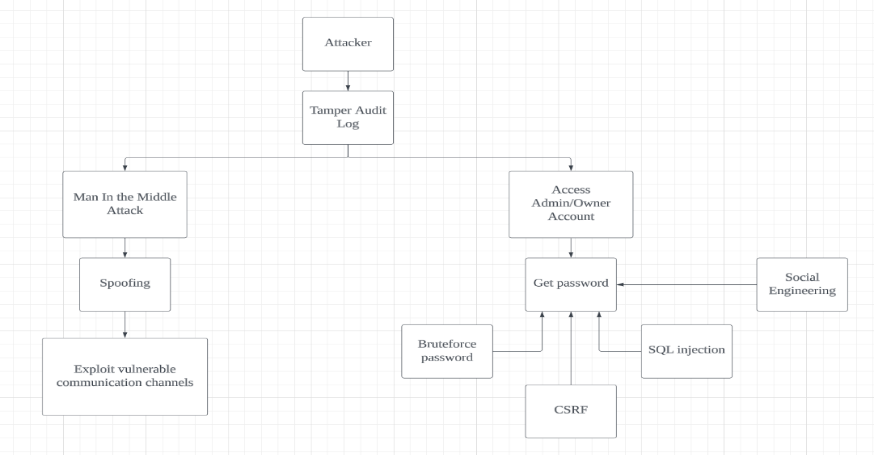 Attacker
Tamper Audit
Log
Man In the Middle
Attack
Access
Admin/Owner
Account
Spoofing
Get password
Social
Engineering
Exploit vulnerable
communication channels
Bruteforce
password
SQL injection
CSRF